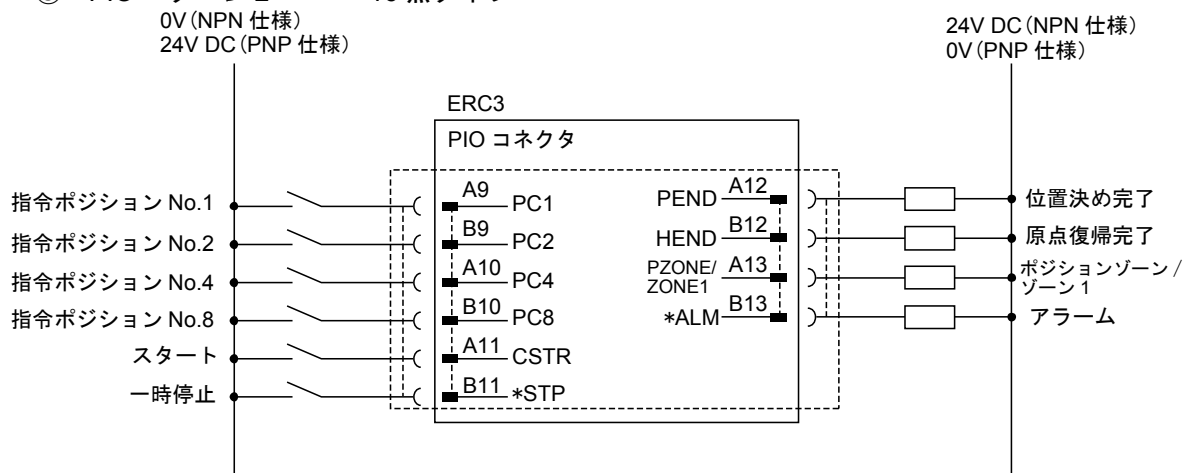 0V(NPN 仕様)
24V DC(PNP 仕様)
24V DC(NPN 仕様)
0V(PNP 仕様)
ERC3
PIO コネクタ
指令ポジション No.1
A9
PC1
指令ポジション No.2
B9
PC2
指令ポジション No.4
A10
PC4
指令ポジション No.8
B10
PC8
スタート
A11
CSTR
一時停止
B11
*STP
PEND
A12
位置決め完了
HEND
B12
原点復帰完了
PZONE/
ZONE1
A13
ポジションゾーン/
ゾーン1
*ALM
B13
アラーム